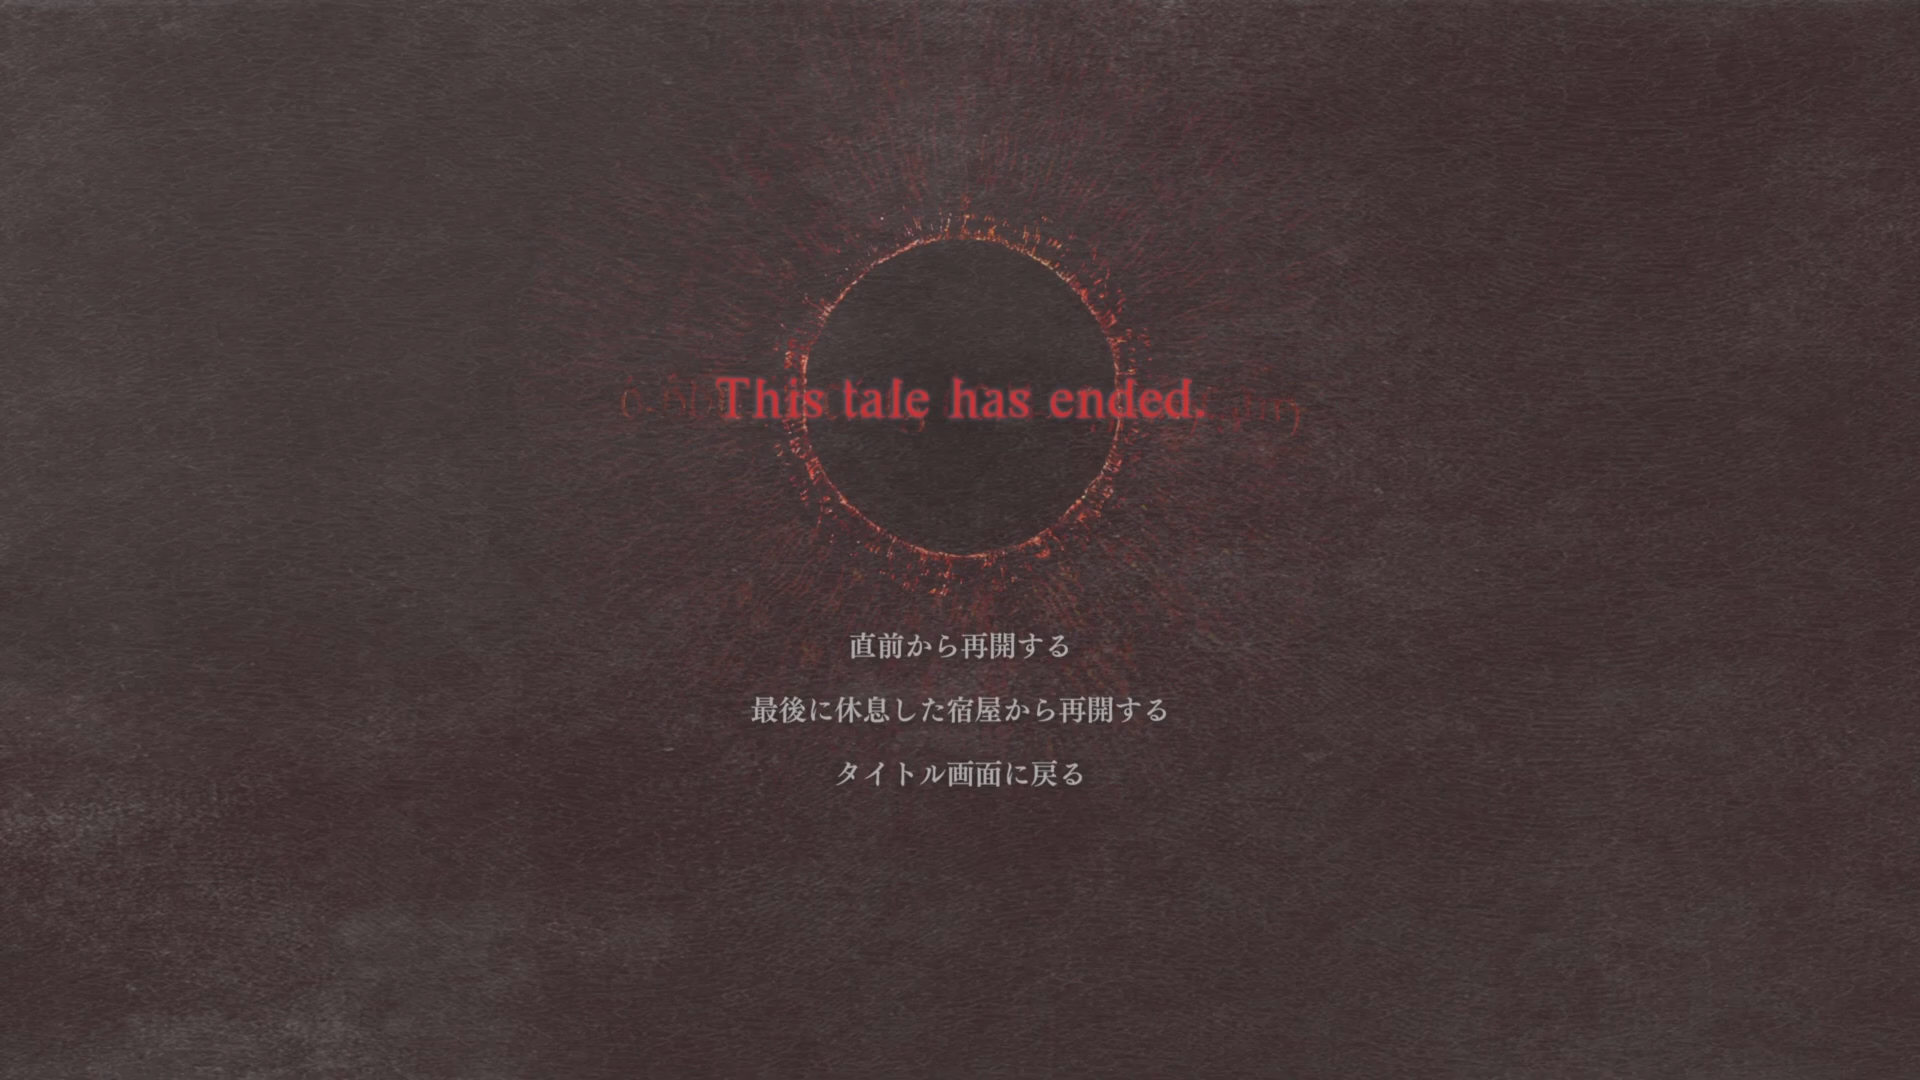 This tale has ended.
直前から再開する
最後に休息した宿屋から再開する
タイトル画面に戻る